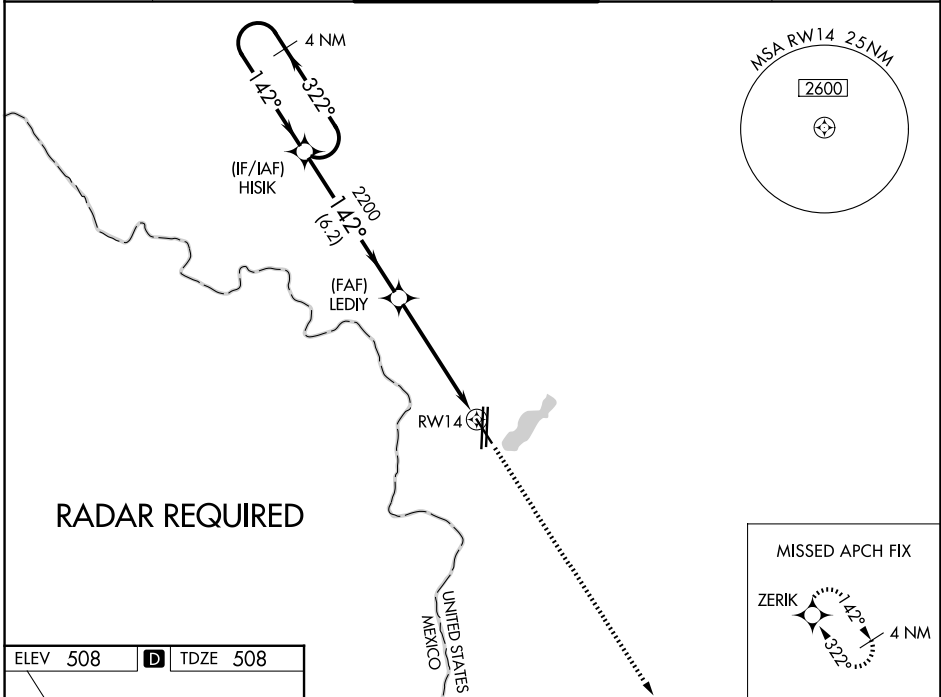 4 NM
142°
322°
MSA RW14 25NM
2600
(IF/IAF)
HISIK
2200
142°
(6.2)
(FAF)
LEDIY
RW14
RADAR REQUIRED
UNITED STATES
MEXICO
MISSED APCH FIX
ZERIK
142°
4 NM
322°
ELEV 508 D TDZE 508